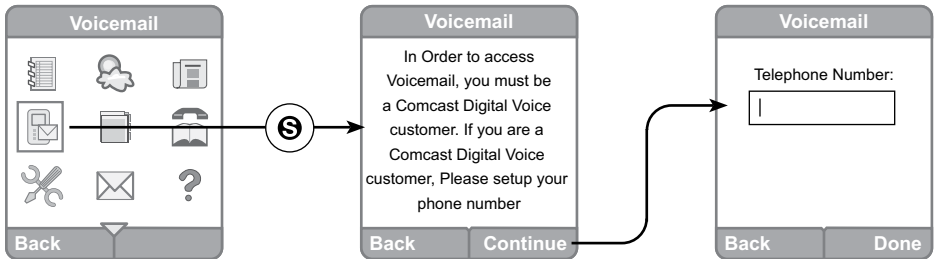 Voicemail
Back
S
Voicemail
In Order to access
Voicemail, you must be
a Comcast Digital Voice
customer. If you are a
Comcast Digital Voice
customer, Please setup your
phone number
Back Continue
Voicemail
Telephone Number:
Back Done